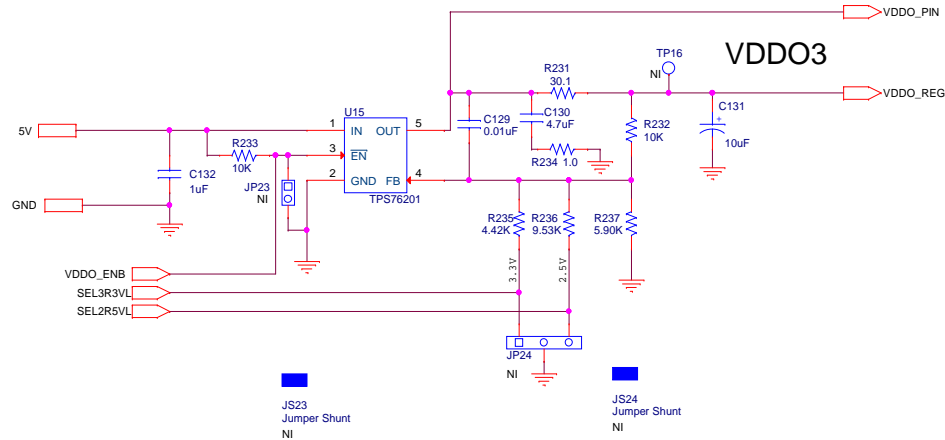 VDDO_PIN
VDDO3
TP16
NI
R231
30.1
VDDO_REG
C131
+
10uF
U15
C129
0.01uF
C130
4.7uF
R232
10K
5V
1
IN
OUT
5
R233
10K
3
EN
R234 1.0
C132
1uF
JP23
NI
2
GND
FB
4
TPS76201
GND
R235
4.42K
R236
9.53K
R237
5.90K
3.3V
2.5V
VDDO_ENB
SEL3R3VL
SEL2R5VL
JP24
NI
JS23
Jumper Shunt
NI
JS24
Jumper Shunt
NI